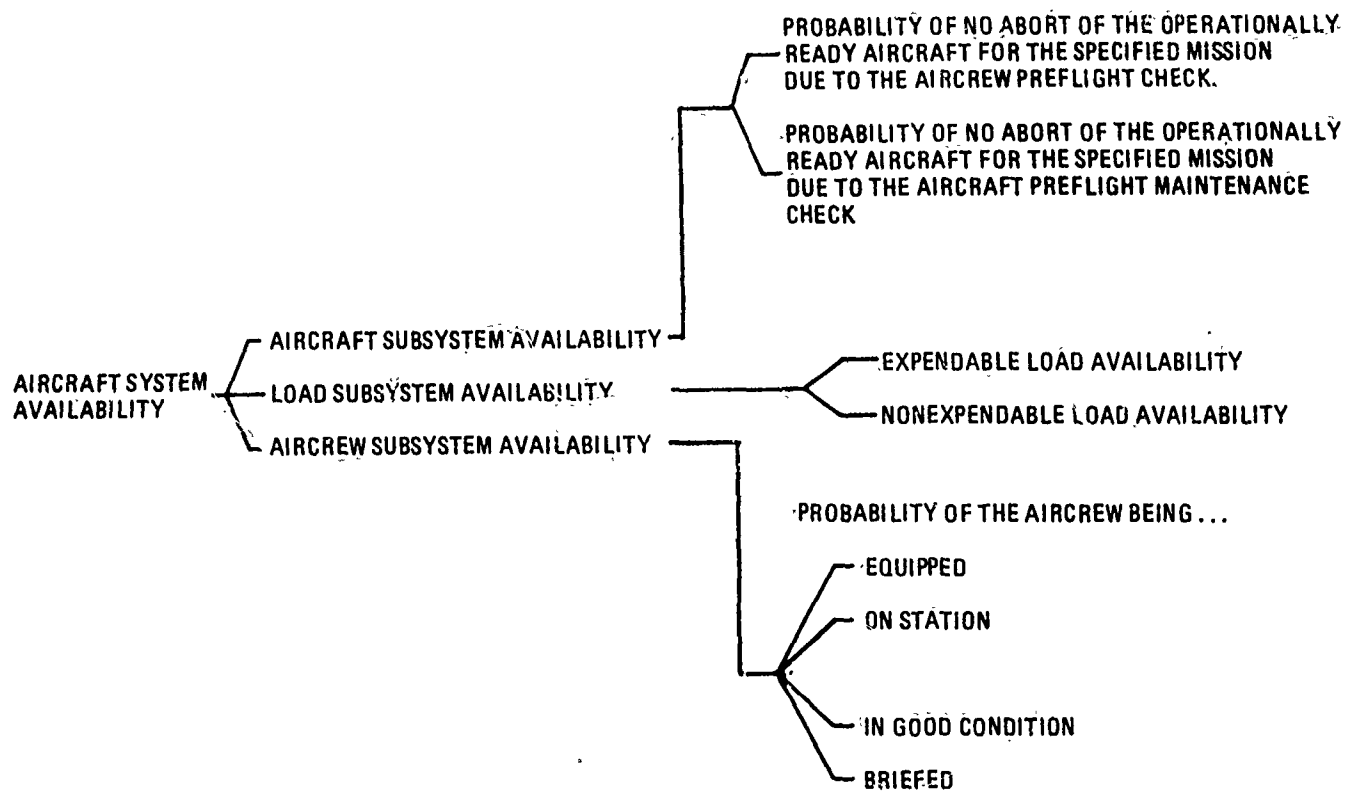 PROBABILITY OF NO ABORT OF THE OPERATIONALLY
READY AIRCRAFT FOR THE SPECIFIED MISSION
DUE TO THE AIRCREW PREFLIGHT CHECK.
PROBABILITY OF NO ABORT OF THE OPERATIONALLY
READY AIRCRAFT FOR THE SPECIFIED MISSION
DUE TO THE AIRCRAFT PREFLIGHT MAINTENANCE
CHECK
AIRCRAFT SYSTEM
AVAILABILITY
AIRCRAFT SUBSYSTEM AVAILABILITY
LOAD SUBSYSTEM AVAILABILITY
AIRCREW SUBSYSTEM AVAILABILITY
EXPENDABLE LOAD AVAILABILITY
NONEXPENDABLE LOAD AVAILABILITY
PROBABILITY OF THE AIRCREW BEING...
EQUIPPED
ON STATION
IN GOOD CONDITION
BRIEFED